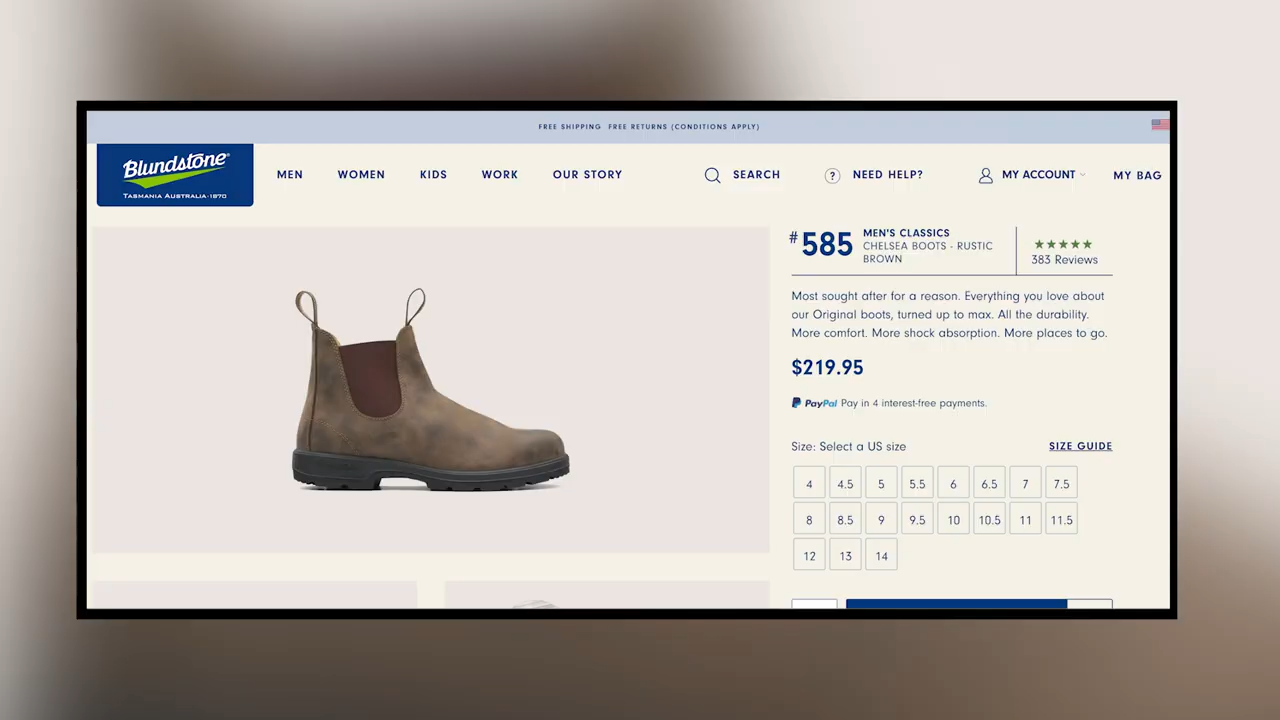 FREE SHIPPING FREE RETURNS (CONDITIONS APPLY)
Blundstone®
TASMANIA AUSTRALIA·1870
MEN WOMEN KIDS WORK OUR STORY SEARCH ? NEED HELP? MY ACCOUNT MY BAG
#585
MEN'S CLASSICS
CHELSEA BOOTS - RUSTIC
BROWN
★★★★★
383 Reviews
Most sought after for a reason. Everything you love about
our Original boots, turned up to max. All the durability.
More comfort. More shock absorption. More places to go.
$219.95
PayPal Pay in 4 interest-free payments.
Size: Select a US size SIZE GUIDE
4 4.5 5 5.5 6 6.5 7 7.5
8 8.5 9 9.5 10 10.5 11 11.5
12 13 14